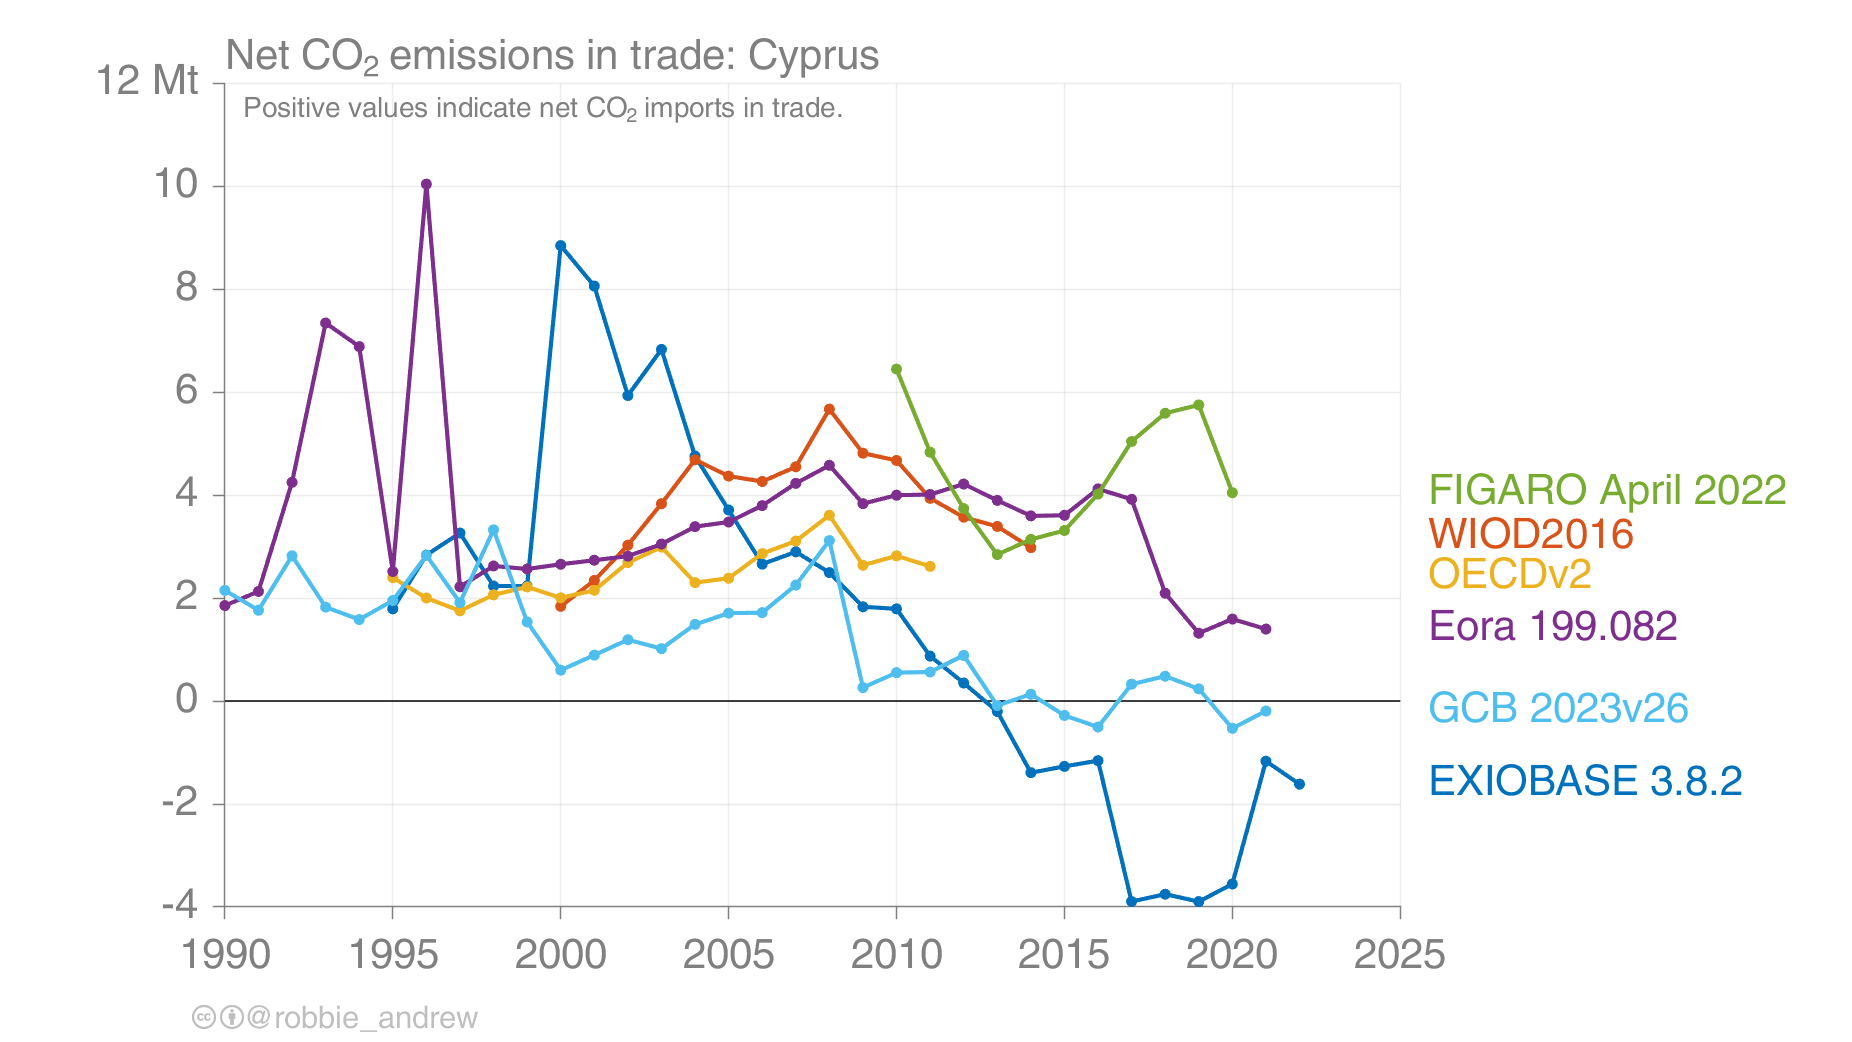 Net CO₂ emissions in trade: Cyprus
12 Mt
Positive values indicate net CO₂ imports in trade.
10
8
6
4
2
0
-2
-4
1990 1995 2000 2005 2010 2015 2020 2025
FIGARO April 2022
WIOD2016
OECDv2
Eora 199.082
GCB 2023v26
EXIOBASE 3.8.2
@robbie_andrew